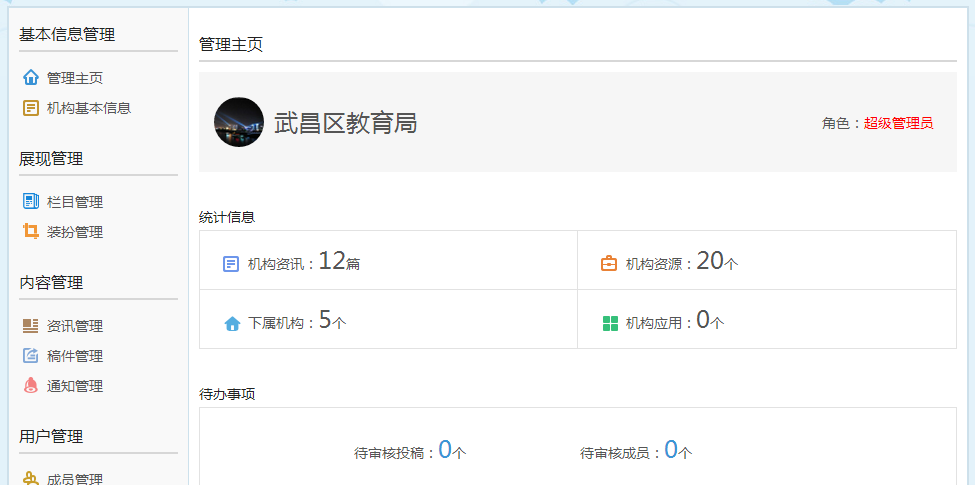 基本信息管理
管理主页
机构基本信息
展现管理
栏目管理
装扮管理
内容管理
资讯管理
稿件管理
通知管理
用户管理
成员管理
管理主页
武昌区教育局
角色：超级管理员
统计信息
机构资讯：12篇
机构资源：20个
下属机构：5个
机构应用：0个
待办事项
待审核投稿：0个
待审核成员：0个